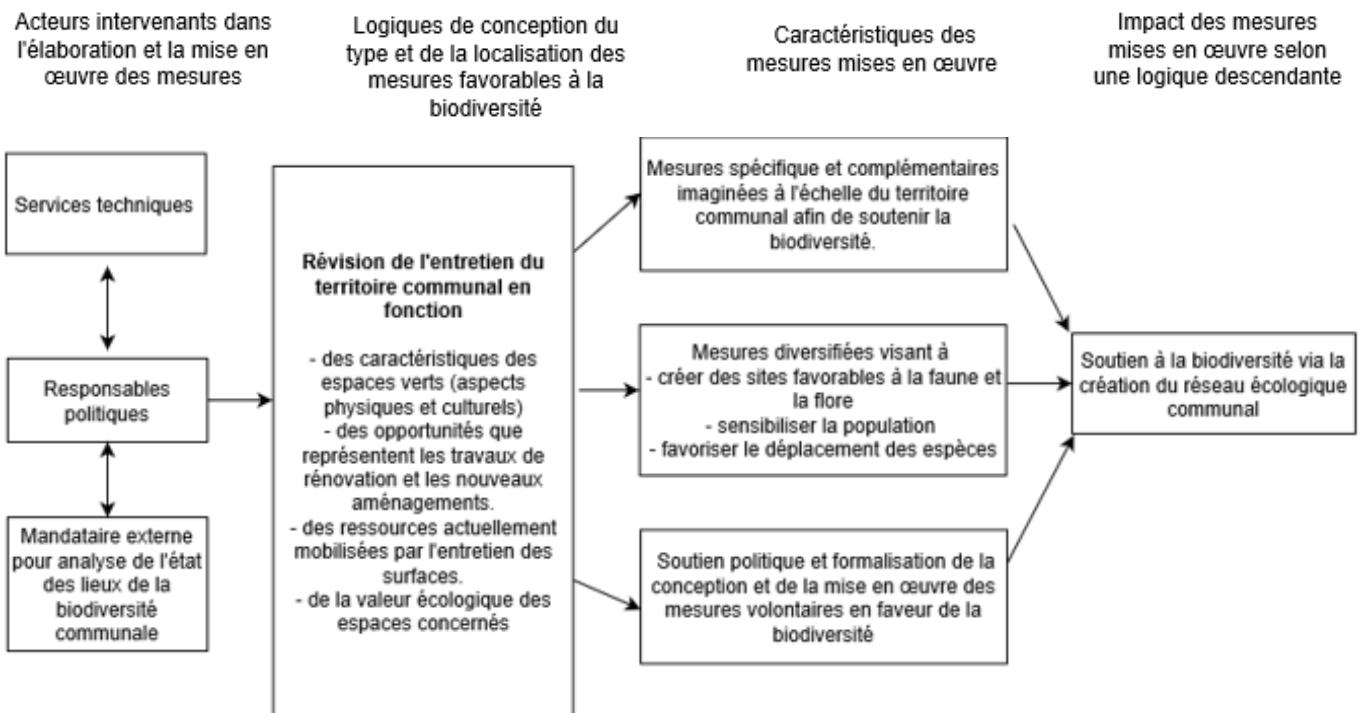 Acteurs intervenants dans
l'élaboration et la mise en
œuvre des mesures
Logiques de conception du
type et de la localisation des
mesures favorables à la
biodiversité
Caractéristiques des
mesures mises en œuvre
Impact des mesures
mises en œuvre selon
une logique descendante
Services techniques
Responsables
politiques
Mandataire externe
pour analyse de l'état
des lieux de la
biodiversité
communale
Révision de l'entretien du
territoire communal en
fonction
- des caractéristiques des
espaces verts (aspects
physiques et culturels)
- des opportunités que
représentent les travaux de
rénovation et les nouveaux
aménagements.
- des ressources actuellement
mobilisées par l'entretien des
surfaces.
- de la valeur écologique des
espaces concernés
Mesures spécifique et complémentaires
imaginées à l'échelle du territoire
communal afin de soutenir la
biodiversité.
Mesures diversifiées visant à
- créer des sites favorables à la faune et
la flore
- sensibiliser la population
- favoriser le déplacement des espèces
Soutien politique et formalisation de la
conception et de la mise en œuvre des
mesures volontaires en faveur de la
biodiversité
Soutien à la biodiversité via la
création du réseau écologique
communal